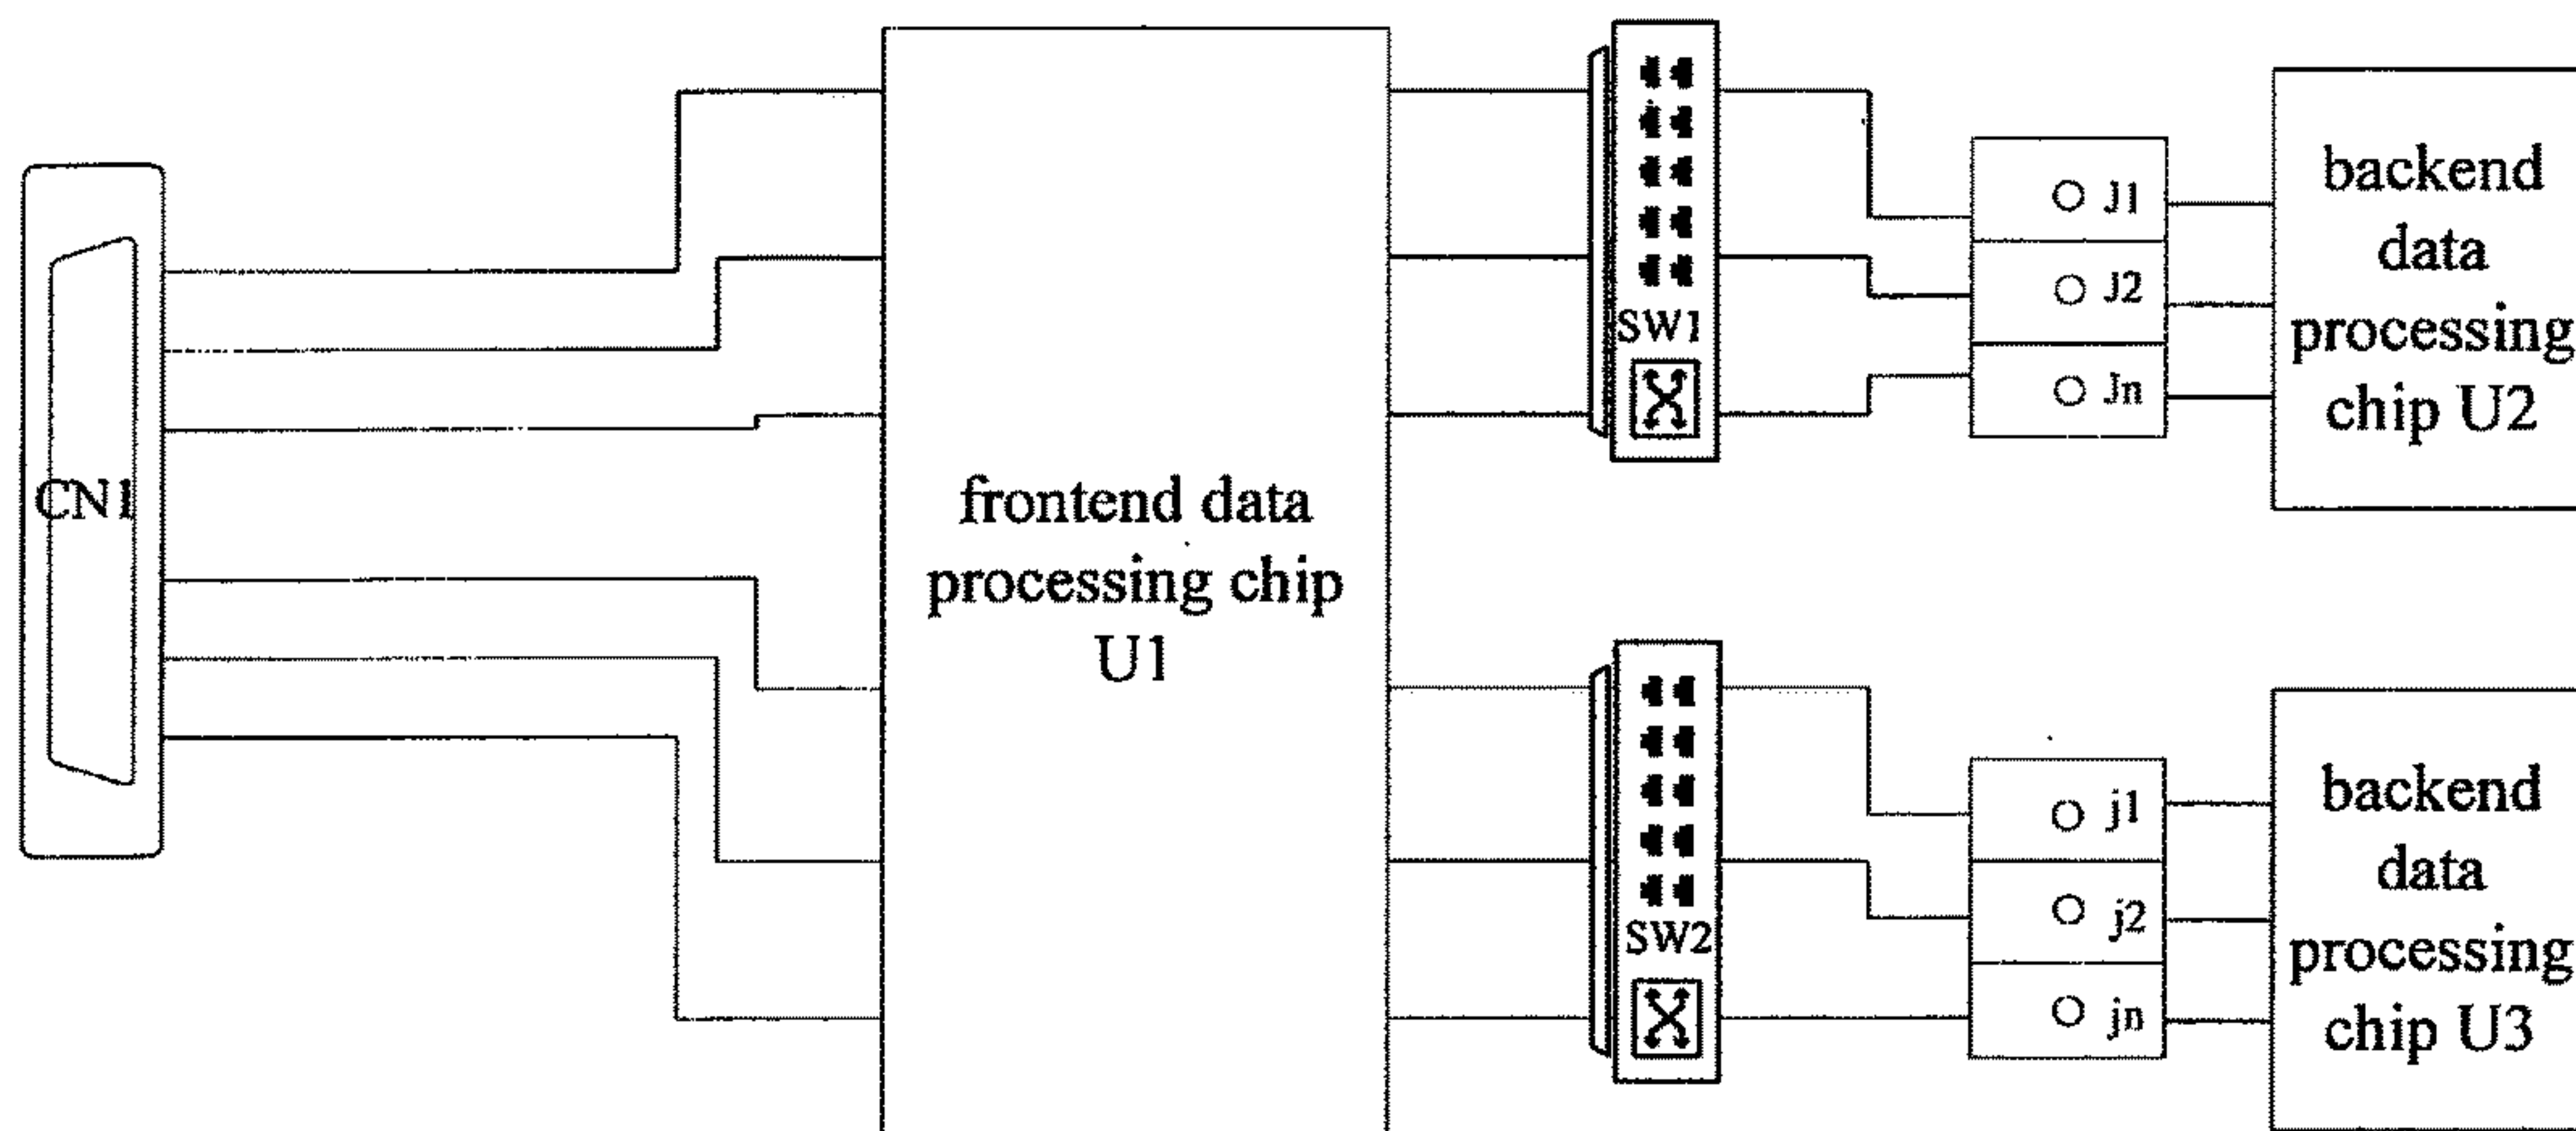 CN1
frontend data
processing chip
U1
SW1
J1
J2
Jn
backend
data
processing
chip U2
SW2
j1
j2
jn
backend
data
processing
chip U3